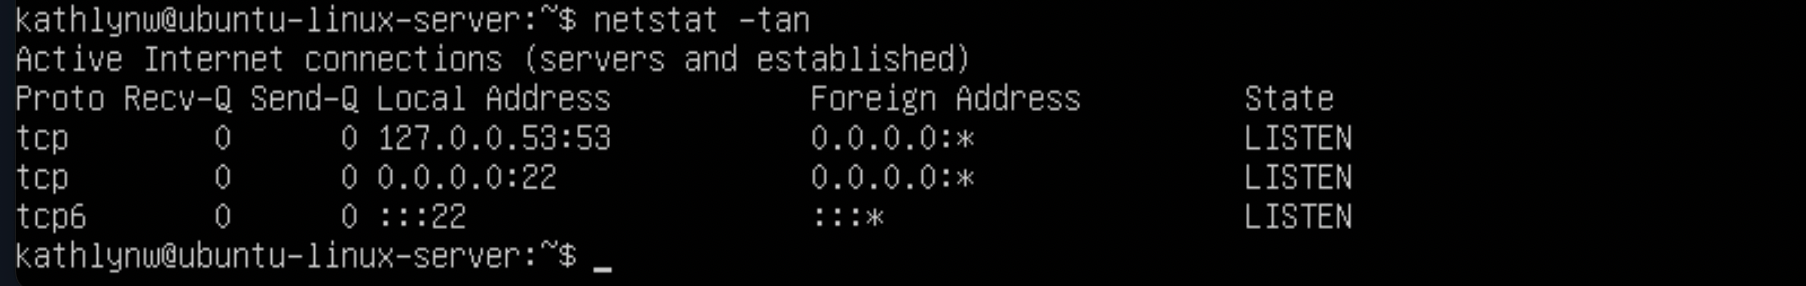 kathlynw@ubuntu-linux-server:~$ netstat -tan
Active Internet connections (servers and established)
Proto Recv-Q Send-Q Local Address           Foreign Address         State
tcp        0      0 127.0.0.53:53           0.0.0.0:*               LISTEN
tcp        0      0 0.0.0.0:22              0.0.0.0:*               LISTEN
tcp6       0      0 :::22                   :::*                    LISTEN
kathlynw@ubuntu-linux-server:~$ _